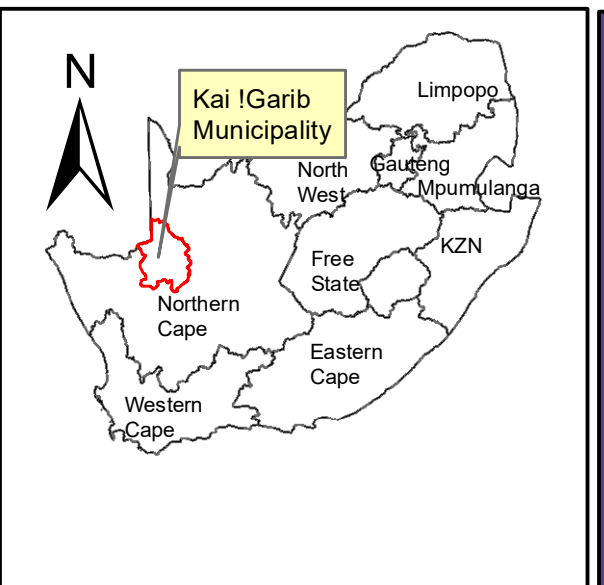 N
Kai !Garib
Municipality
Limpopo
North
West
Gauteng
Mpumulanga
Free
State
KZN
Northern
Cape
Eastern
Cape
Western
Cape